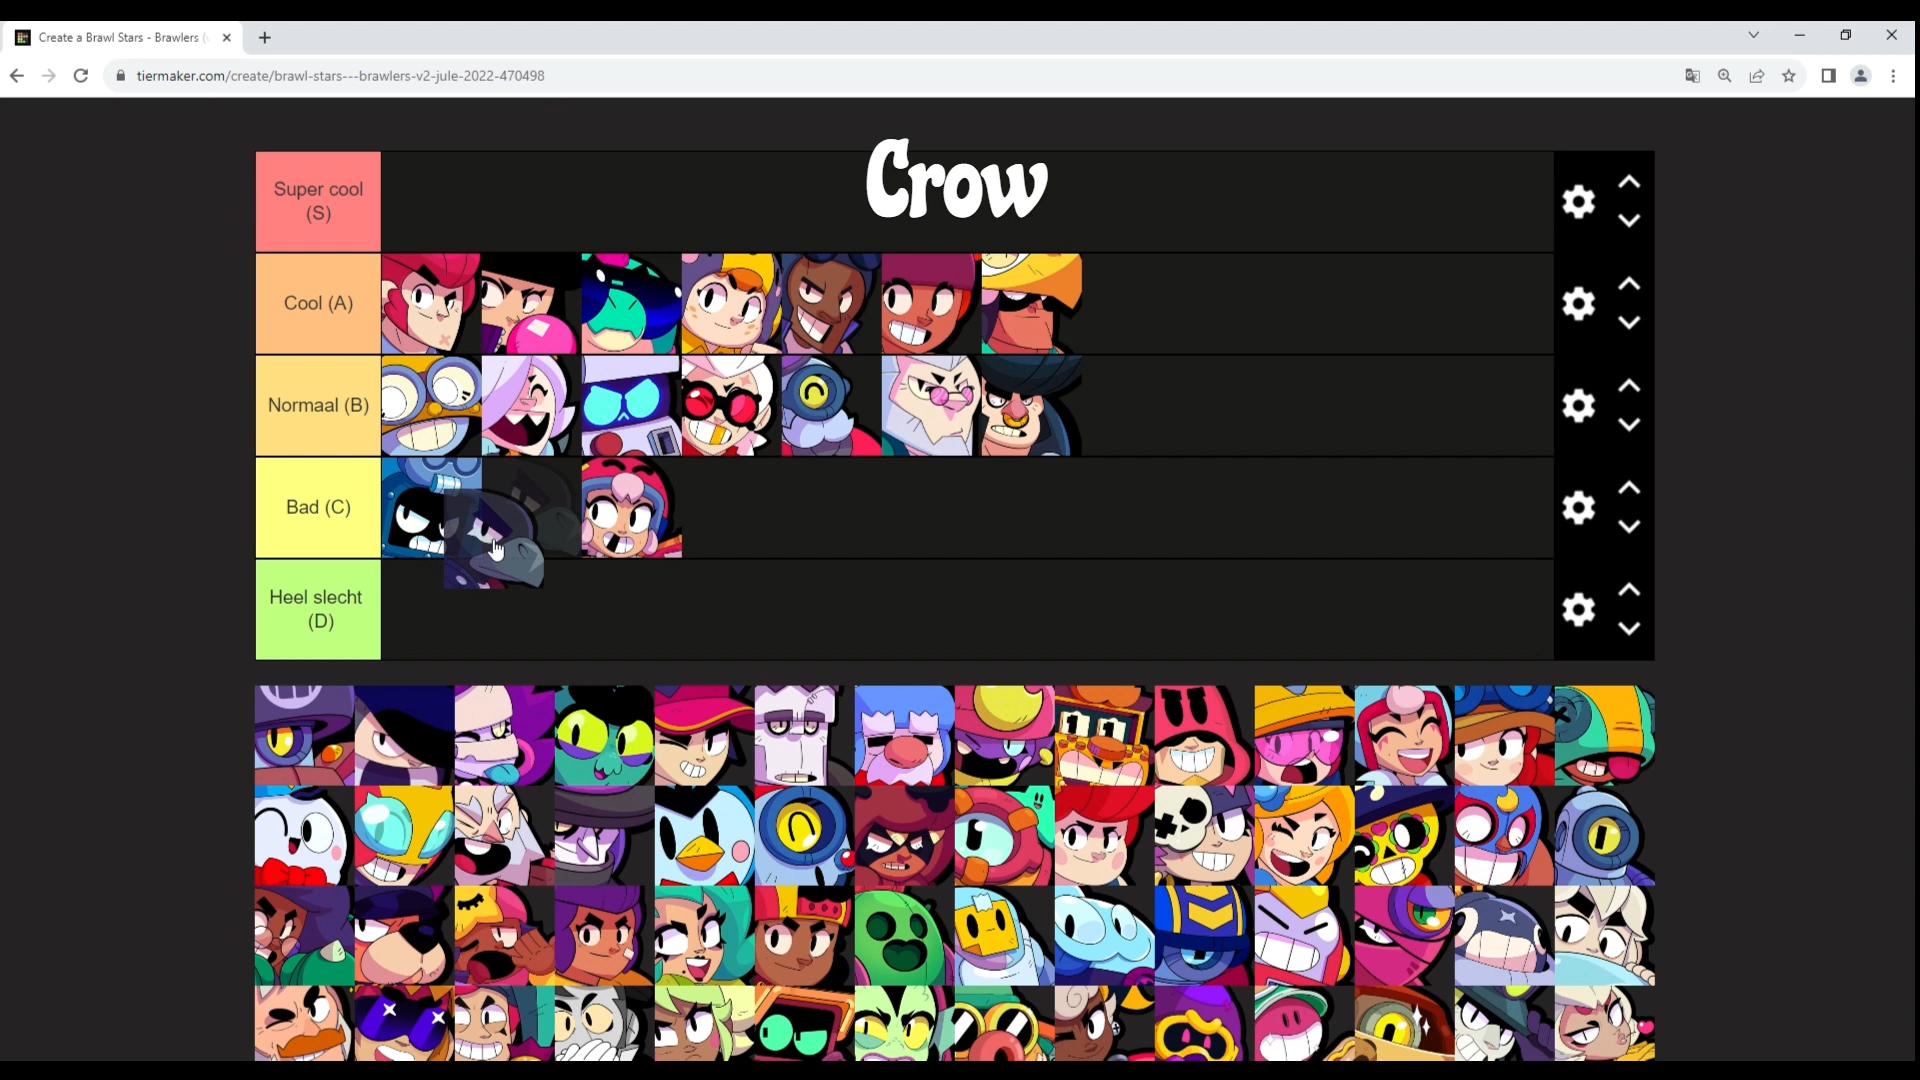 Create a Brawl Stars - Brawlers (
tiermaker.com/create/brawl-stars---brawlers-v2-jule-2022-470498
Crow
Super cool
(S)
Cool (A)
Normaal (B)
Bad (C)
Heel slecht
(D)